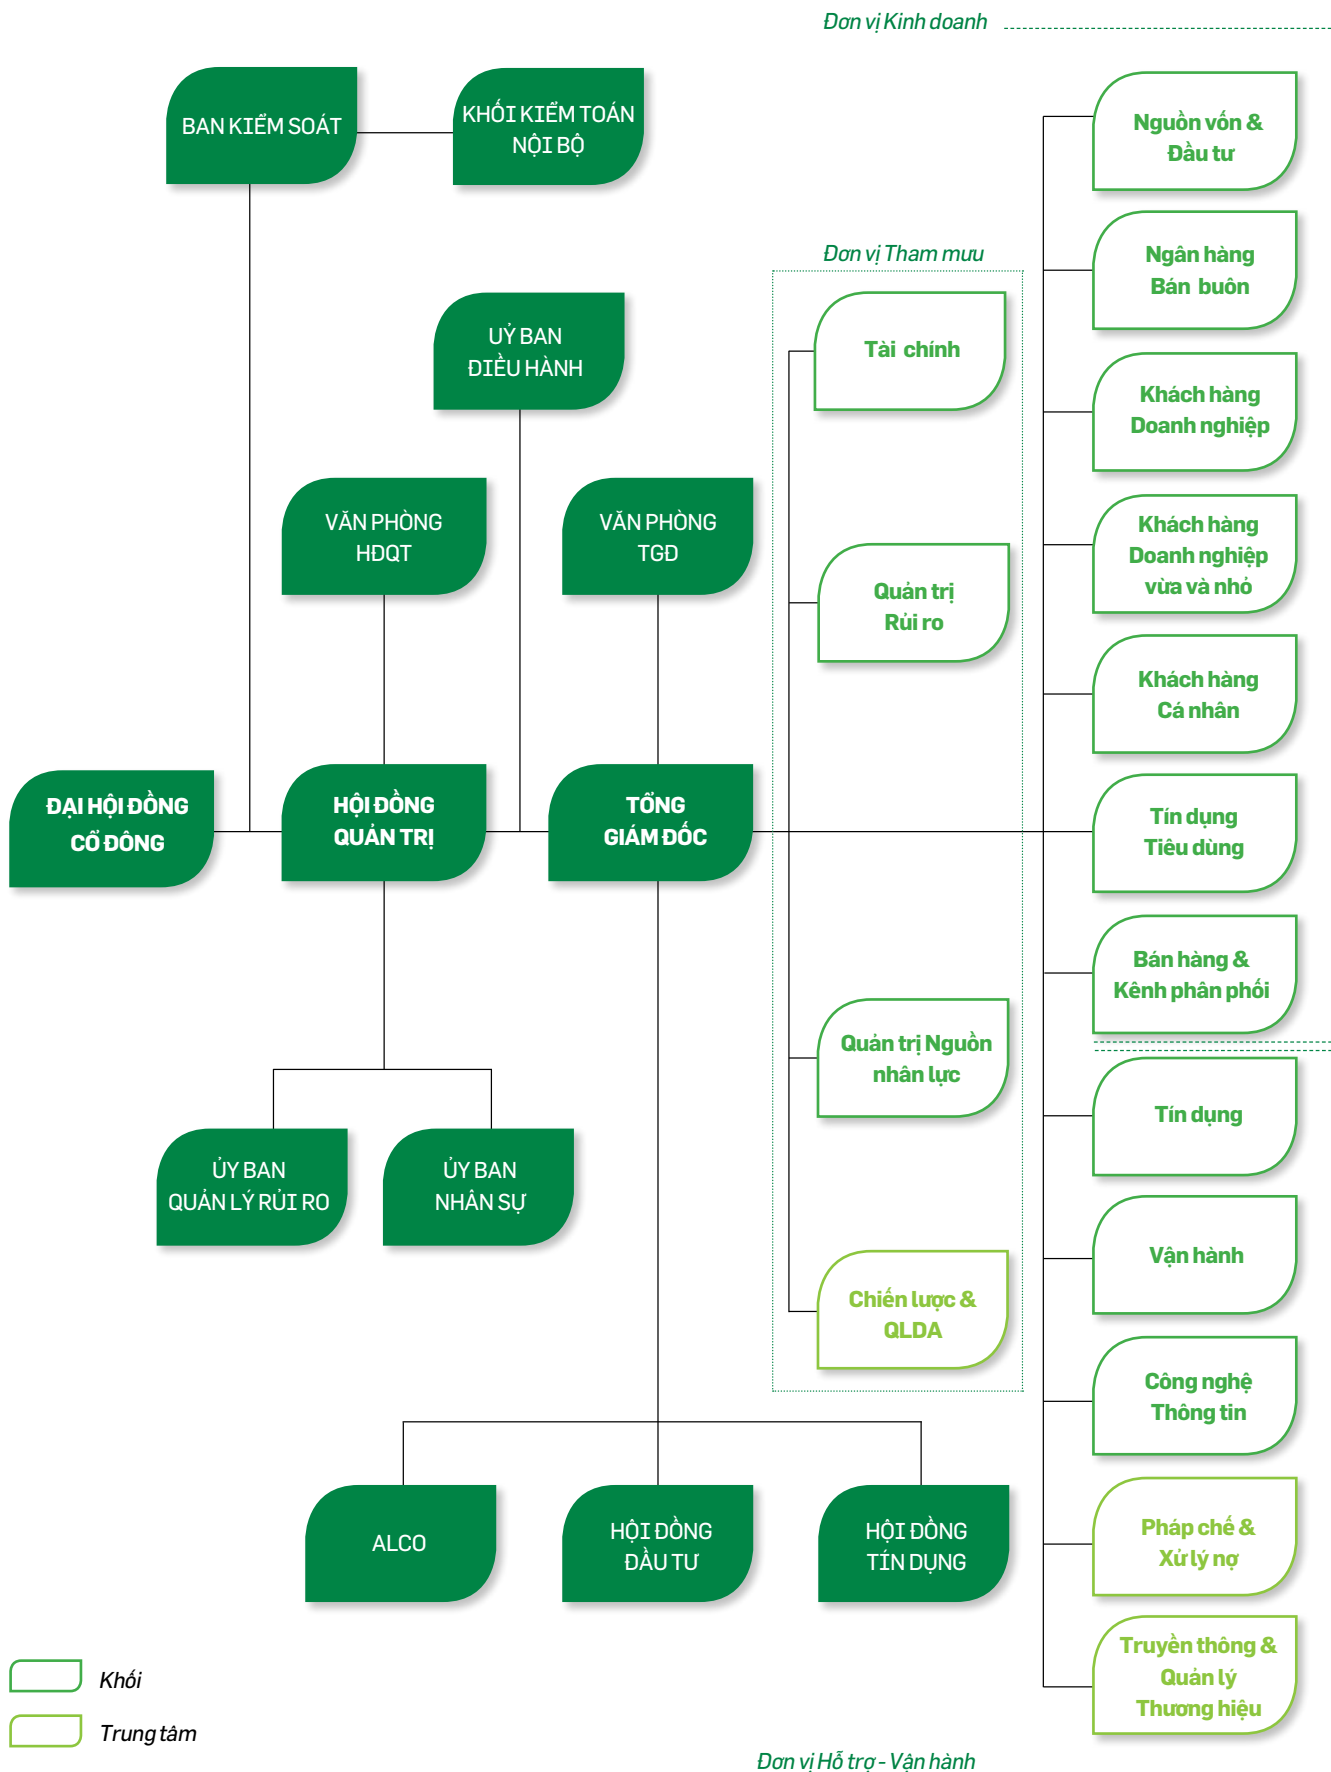 Đơn vị Kinh doanh
BAN KIỂM SOÁT
KHỐI KIỂM TOÁN
NỘI BỘ
Nguồn vốn &
Đầu tư
Đơn vị Tham mưu
Ngân hàng
Bán buôn
UỶ BAN
ĐIỀU HÀNH
Tài chính
Khách hàng
Doanh nghiệp
VĂN PHÒNG
HĐQT
VĂN PHÒNG
TGĐ
Khách hàng
Doanh nghiệp
vừa và nhỏ
Quản trị
Rủi ro
Khách hàng
Cá nhân
ĐẠI HỘI ĐỒNG
CỔ ĐÔNG
HỘI ĐỒNG
QUẢN TRỊ
TỔNG
GIÁM ĐỐC
Tín dụng
Tiêu dùng
Bán hàng &
Kênh phân phối
Quản trị Nguồn
nhân lực
Tín dụng
ỦY BAN
QUẢN LÝ RỦI RO
ỦY BAN
NHÂN SỰ
Vận hành
Chiến lược &
QLDA
Công nghệ
Thông tin
ALCO
HỘI ĐỒNG
ĐẦU TƯ
HỘI ĐỒNG
TÍN DỤNG
Pháp chế &
Xử lý nợ
Truyền thông &
Quản lý
Thương hiệu
Khối
Trung tâm
Đơn vị Hỗ trợ - Vận hành